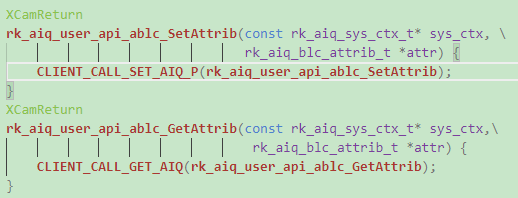 XCamReturn
rk_aiq_user_api_ablc_SetAttrib(const rk_aiq_sys_ctx_t* sys_ctx, \
rk_aiq_blc_attrib_t *attr) {
CLIENT_CALL_SET_AIQ_P(rk_aiq_user_api_ablc_SetAttrib);
}
XCamReturn
rk_aiq_user_api_ablc_GetAttrib(const rk_aiq_sys_ctx_t* sys_ctx,\
rk_aiq_blc_attrib_t *attr) {
CLIENT_CALL_GET_AIQ(rk_aiq_user_api_ablc_GetAttrib);
}